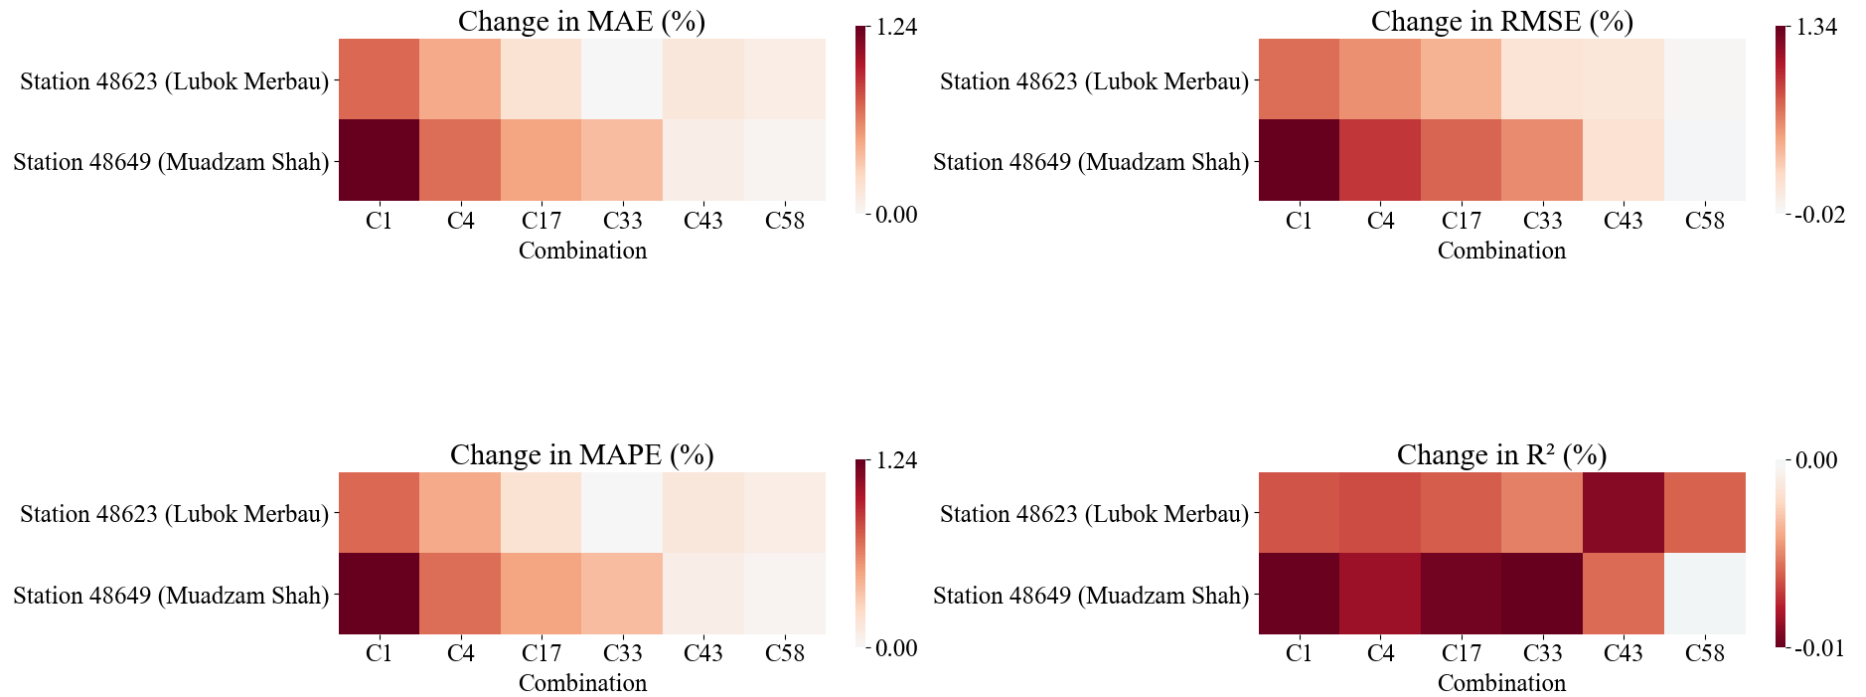 Change in MAE (%)
1.24
Station 48623 (Lubok Merbau)
Station 48649 (Muadzam Shah)
0.00
C1 C4 C17 C33 C43 C58
Combination
Change in RMSE (%)
1.34
Station 48623 (Lubok Merbau)
Station 48649 (Muadzam Shah)
-0.02
C1 C4 C17 C33 C43 C58
Combination
Change in MAPE (%)
1.24
Station 48623 (Lubok Merbau)
Station 48649 (Muadzam Shah)
0.00
C1 C4 C17 C33 C43 C58
Combination
Change in R² (%)
0.00
Station 48623 (Lubok Merbau)
Station 48649 (Muadzam Shah)
-0.01
C1 C4 C17 C33 C43 C58
Combination